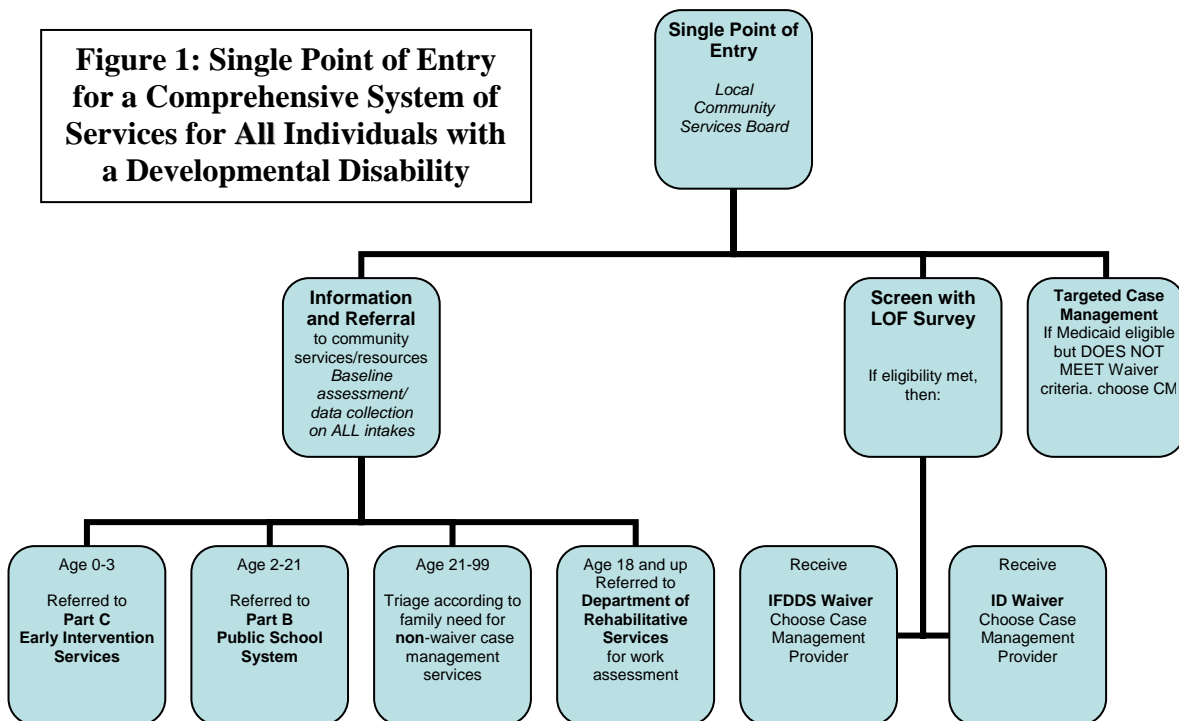 Figure 1: Single Point of Entry
for a Comprehensive System of
Services for All Individuals with
a Developmental Disability
Single Point of
Entry
Local
Community
Services Board
Information
and Referral
to community
services/resources
Baseline
assessment/
data collection
on ALL intakes
Screen with
LOF Survey
If eligibility met,
then:
Targeted Case
Management
If Medicaid eligible
but DOES NOT
MEET Waiver
criteria. choose CM
Age 0-3
Referred to
Part C
Early Intervention
Services
Age 2-21
Referred to
Part B
Public School
System
Age 21-99
Triage according to
family need for
non-waiver case
management
services
Age 18 and up
Referred to
Department of
Rehabilitative
Services
for work
assessment
Receive
IFDDS Waiver
Choose Case
Management
Provider
Receive
ID Waiver
Choose Case
Management
Provider